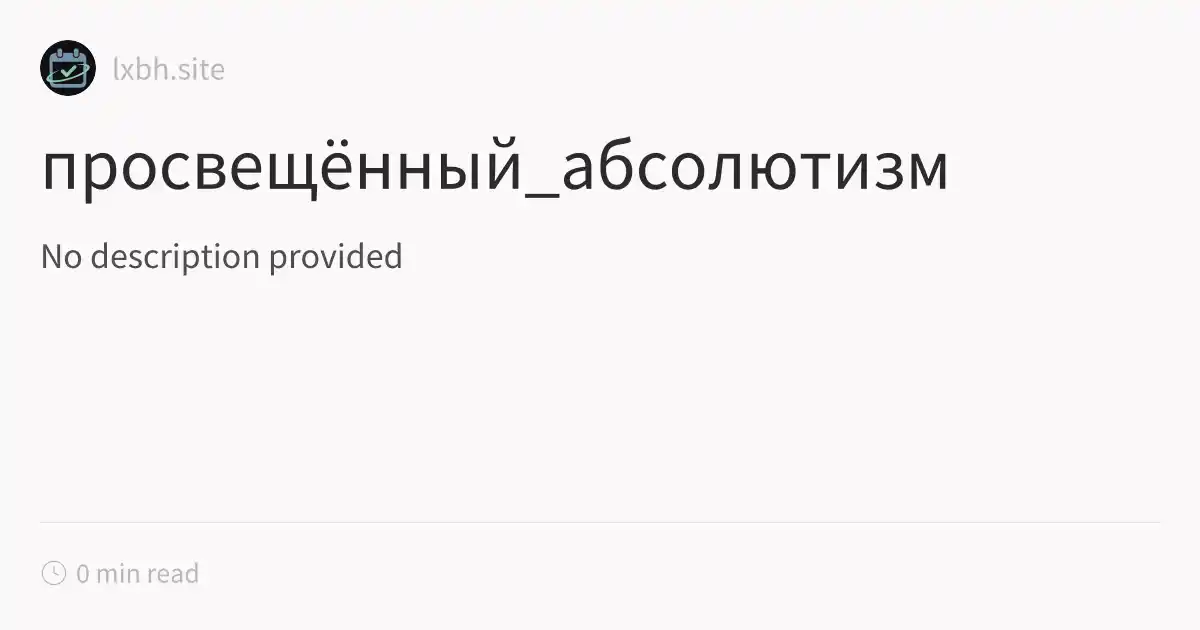 lxbh.site
просвещённый_абсолютизм
No description provided
0 min read